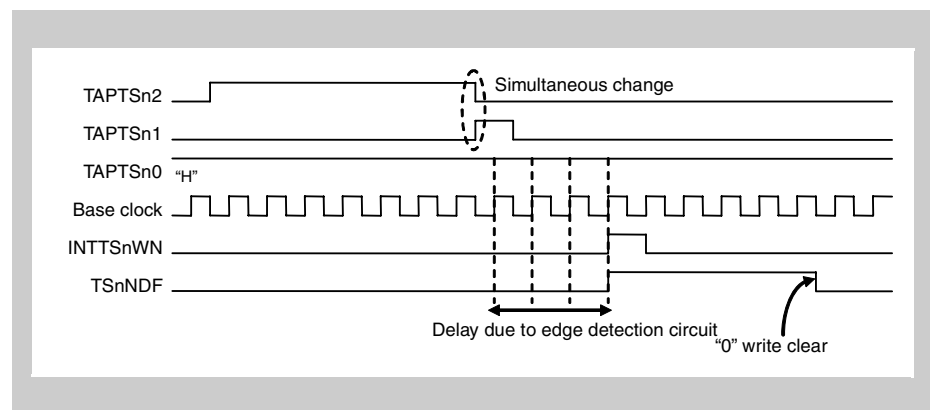 TAPTSn2
Simultaneous change
TAPTSn1
TAPTSn0 “H”
Base clock
INTTSnWN
TSnNDF
Delay due to edge detection circuit
“0” write clear